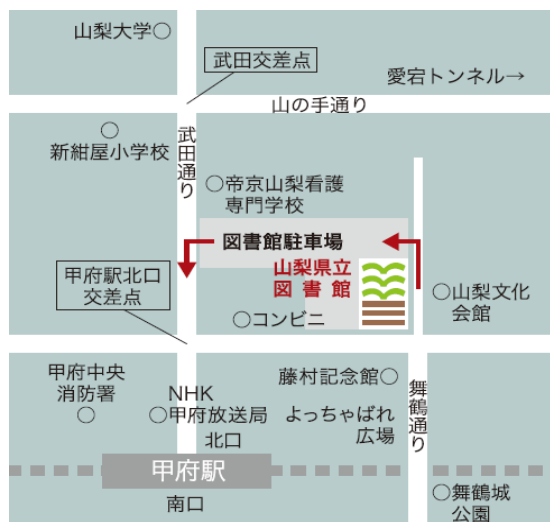 山梨大学○
武田交差点
愛宕トンネル→
山の手通り
○
新紺屋小学校
武田通り
○帝京山梨看護
専門学校
図書館駐車場
山梨県立
図書館
甲府駅北口
交差点
○コンビニ
○山梨文化
会館
甲府中央
消防署
○
NHK
○甲府放送局
北口
藤村記念館○
よっちゃばれ
広場
舞鶴通り
甲府駅
南口
○舞鶴城
公園